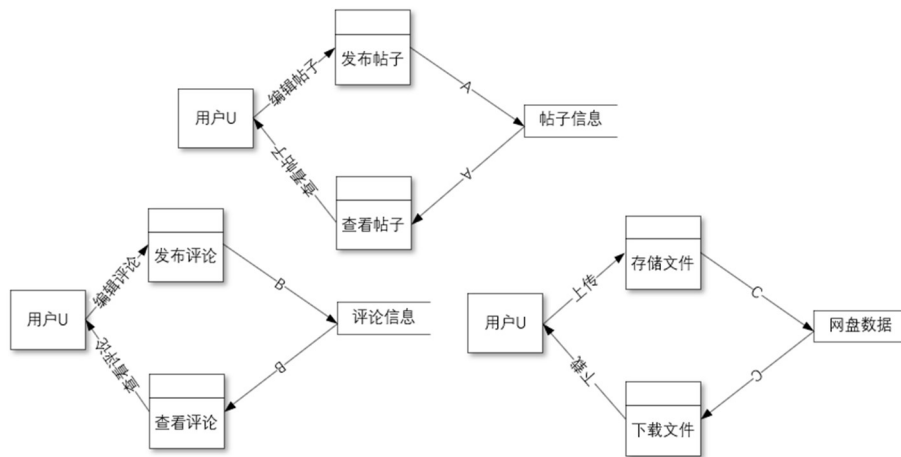 发布帖子
编辑帖子
A
用户U
帖子信息
查看帖子
A
查看帖子
发布评论
编辑评论
B
用户U
评论信息
查看评论
B
查看评论
存储文件
上传
C
用户U
网盘数据
下载
C
下载文件